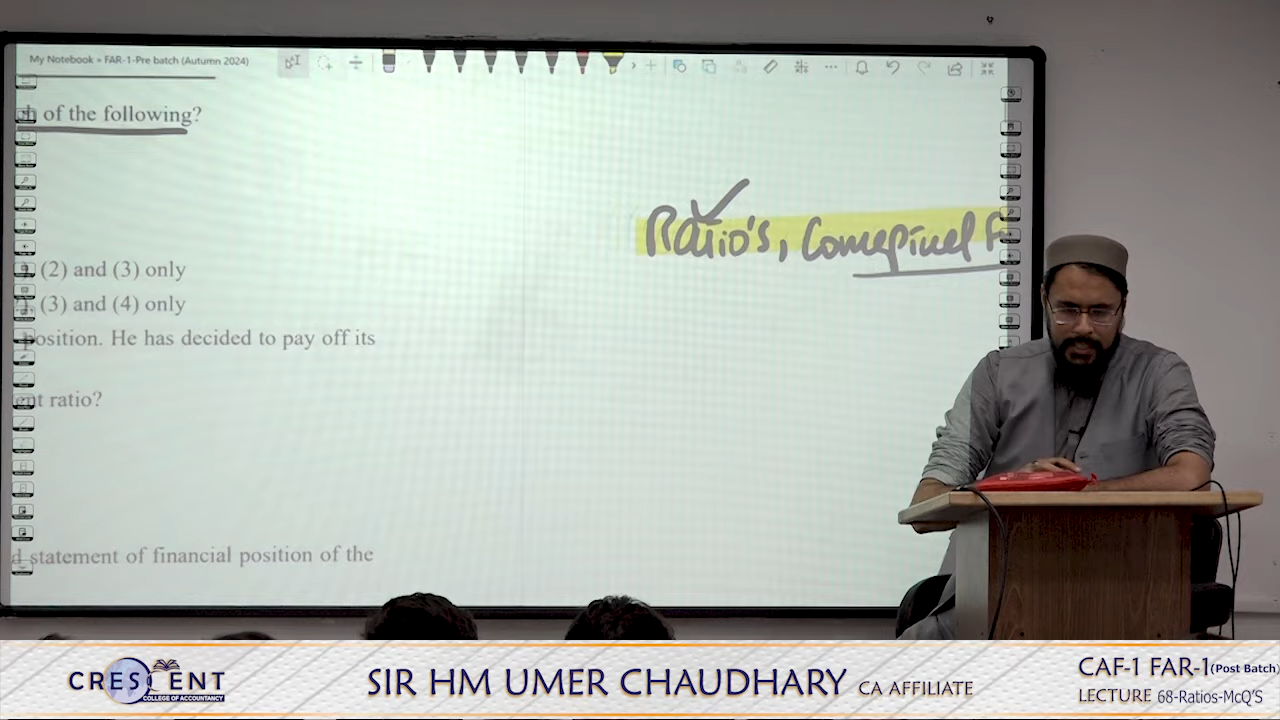 My Notebook » FAR-1-Pre batch (Autumn 2024)
ch of the following?
Ratio's,
, (2) and (3) only
, (3) and (4) only
position. He has decided to pay off its
ent ratio?
d statement of financial position of the
CRESCENT
COLLEGE OF ACCOUNTANCY
SIR HM UMER CHAUDHARY CA AFFILIATE
CAF-1 FAR-1 (Post Batch)
LECTURE 68-Ratios-McQ'S